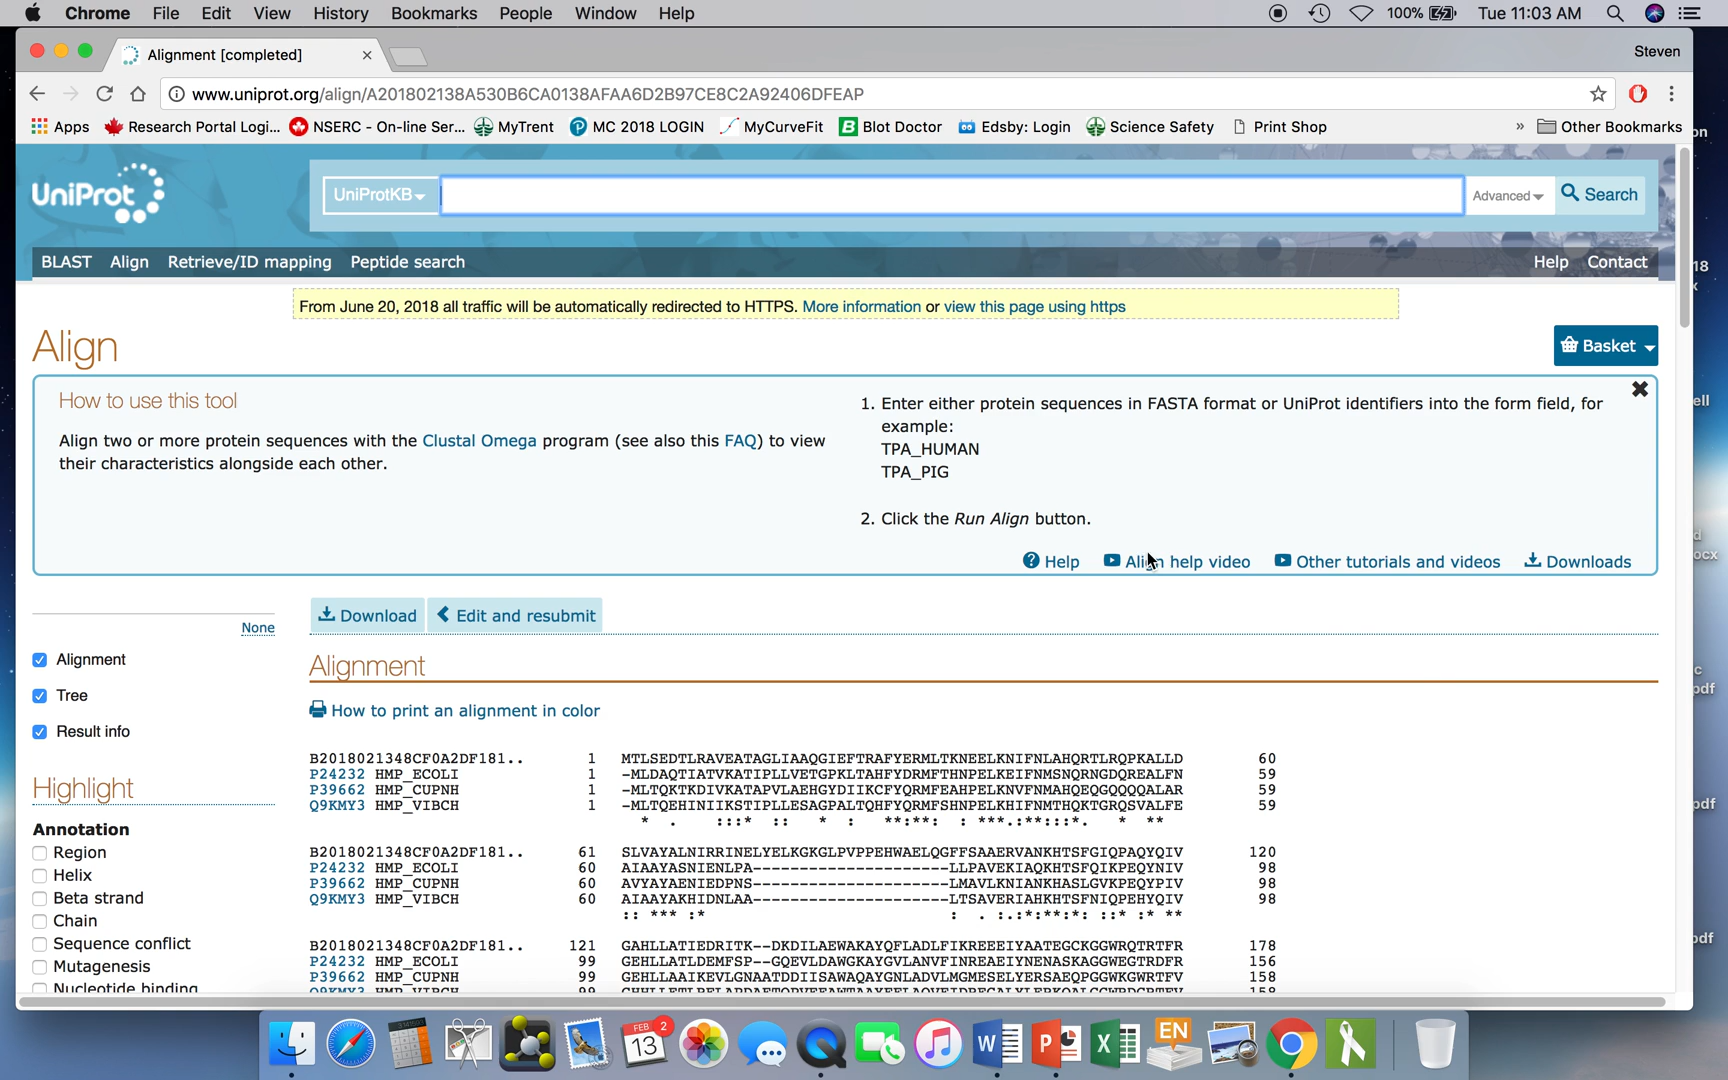 Chrome File Edit View History Bookmarks People Window Help 100% Tue 11:03 AM
Alignment [completed] Steven
www.uniprot.org/align/A201802138A530B6CA0138AFAA6D2B97CE8C2A92406DFEAP
Apps Research Portal Logi... NSERC - On-line Ser... MyTrent MC 2018 LOGIN MyCurveFit Blot Doctor Edsby: Login Science Safety Print Shop » Other Bookmarks
UniProt UniProtKB Advanced Search
BLAST Align Retrieve/ID mapping Peptide search Help Contact
From June 20, 2018 all traffic will be automatically redirected to HTTPS. More information or view this page using https
Align
Basket
How to use this tool
Align two or more protein sequences with the Clustal Omega program (see also this FAQ) to view
their characteristics alongside each other.
1. Enter either protein sequences in FASTA format or UniProt identifiers into the form field, for
example:
TPA_HUMAN
TPA_PIG
2. Click the Run Align button.
Help Align help video Other tutorials and videos Downloads
None
Alignment
Tree
Result info
Highlight
Annotation
Region
Helix
Beta strand
Chain
Sequence conflict
Mutagenesis
Nucleotide binding
Download Edit and resubmit
Alignment
How to print an alignment in color
B2018021348CF0A2DF181.. 1 MTLSEDTLRAVEATAGLIAAQGIEFTRAFYERMLTKNEELKNIFNLAHQRTLRQPKALLD 60
P24232 HMP_ECOLI 1 -MLDAQTIATVKATIPLLVETGPKLTAHFYDRMFTHNPELKEIFNMSNQRNGDQREALFN 59
P39662 HMP_CUPNH 1 -MLTQKTKDIVKATAPVLAEHGYDIIKCFYQRMFEAHPELKNVFNMAHQEQGQQQQALAR 59
Q9KMY3 HMP_VIBCH 1 -MLTQEHINIIKSTIPLLESAGPALTQHFYQRMFSHNPELKHIFNMTHQKTGRQSVALFE 59
* . :::* :: * : **:**: : ***.:**:::*. * **
B2018021348CF0A2DF181.. 61 SLVAYALNIRRINELYELKGKGLPVPPEHWAELQGFFSAAERVANKHTSFGIQPAQYQIV 120
P24232 HMP_ECOLI 60 AIAAYASNIENLPA---------------------LLPAVEKIAQKHTSFQIKPEQYNIV 98
P39662 HMP_CUPNH 60 AVYAYAENIEDPNS---------------------LMAVLKNIANKHASLGVKPEQYPIV 98
Q9KMY3 HMP_VIBCH 60 AIAAYAKHIDNLAA---------------------LTSAVERIAHKHTSFNIQPEHYQIV 98
:: *** :* : . :.:*:**:*: ::* :* **
B2018021348CF0A2DF181.. 121 GAHLLATIEDRITK--DKDILAEWAKAYQFLADLFIKREEEIYAATEGCKGGWRQTRTFR 178
P24232 HMP_ECOLI 99 GEHLLATLDEMFSP--GQEVLDAWGKAYGVLANVFINREAEIYNENASKAGGWEGTRDFR 156
P39662 HMP_CUPNH 99 GEHLLAAIKEVLGNAATDDIISAWAQAYGNLADVLMGMESELYERSAEQPGGWKGWRTFV 158
EN
FEB 13 2
W P X